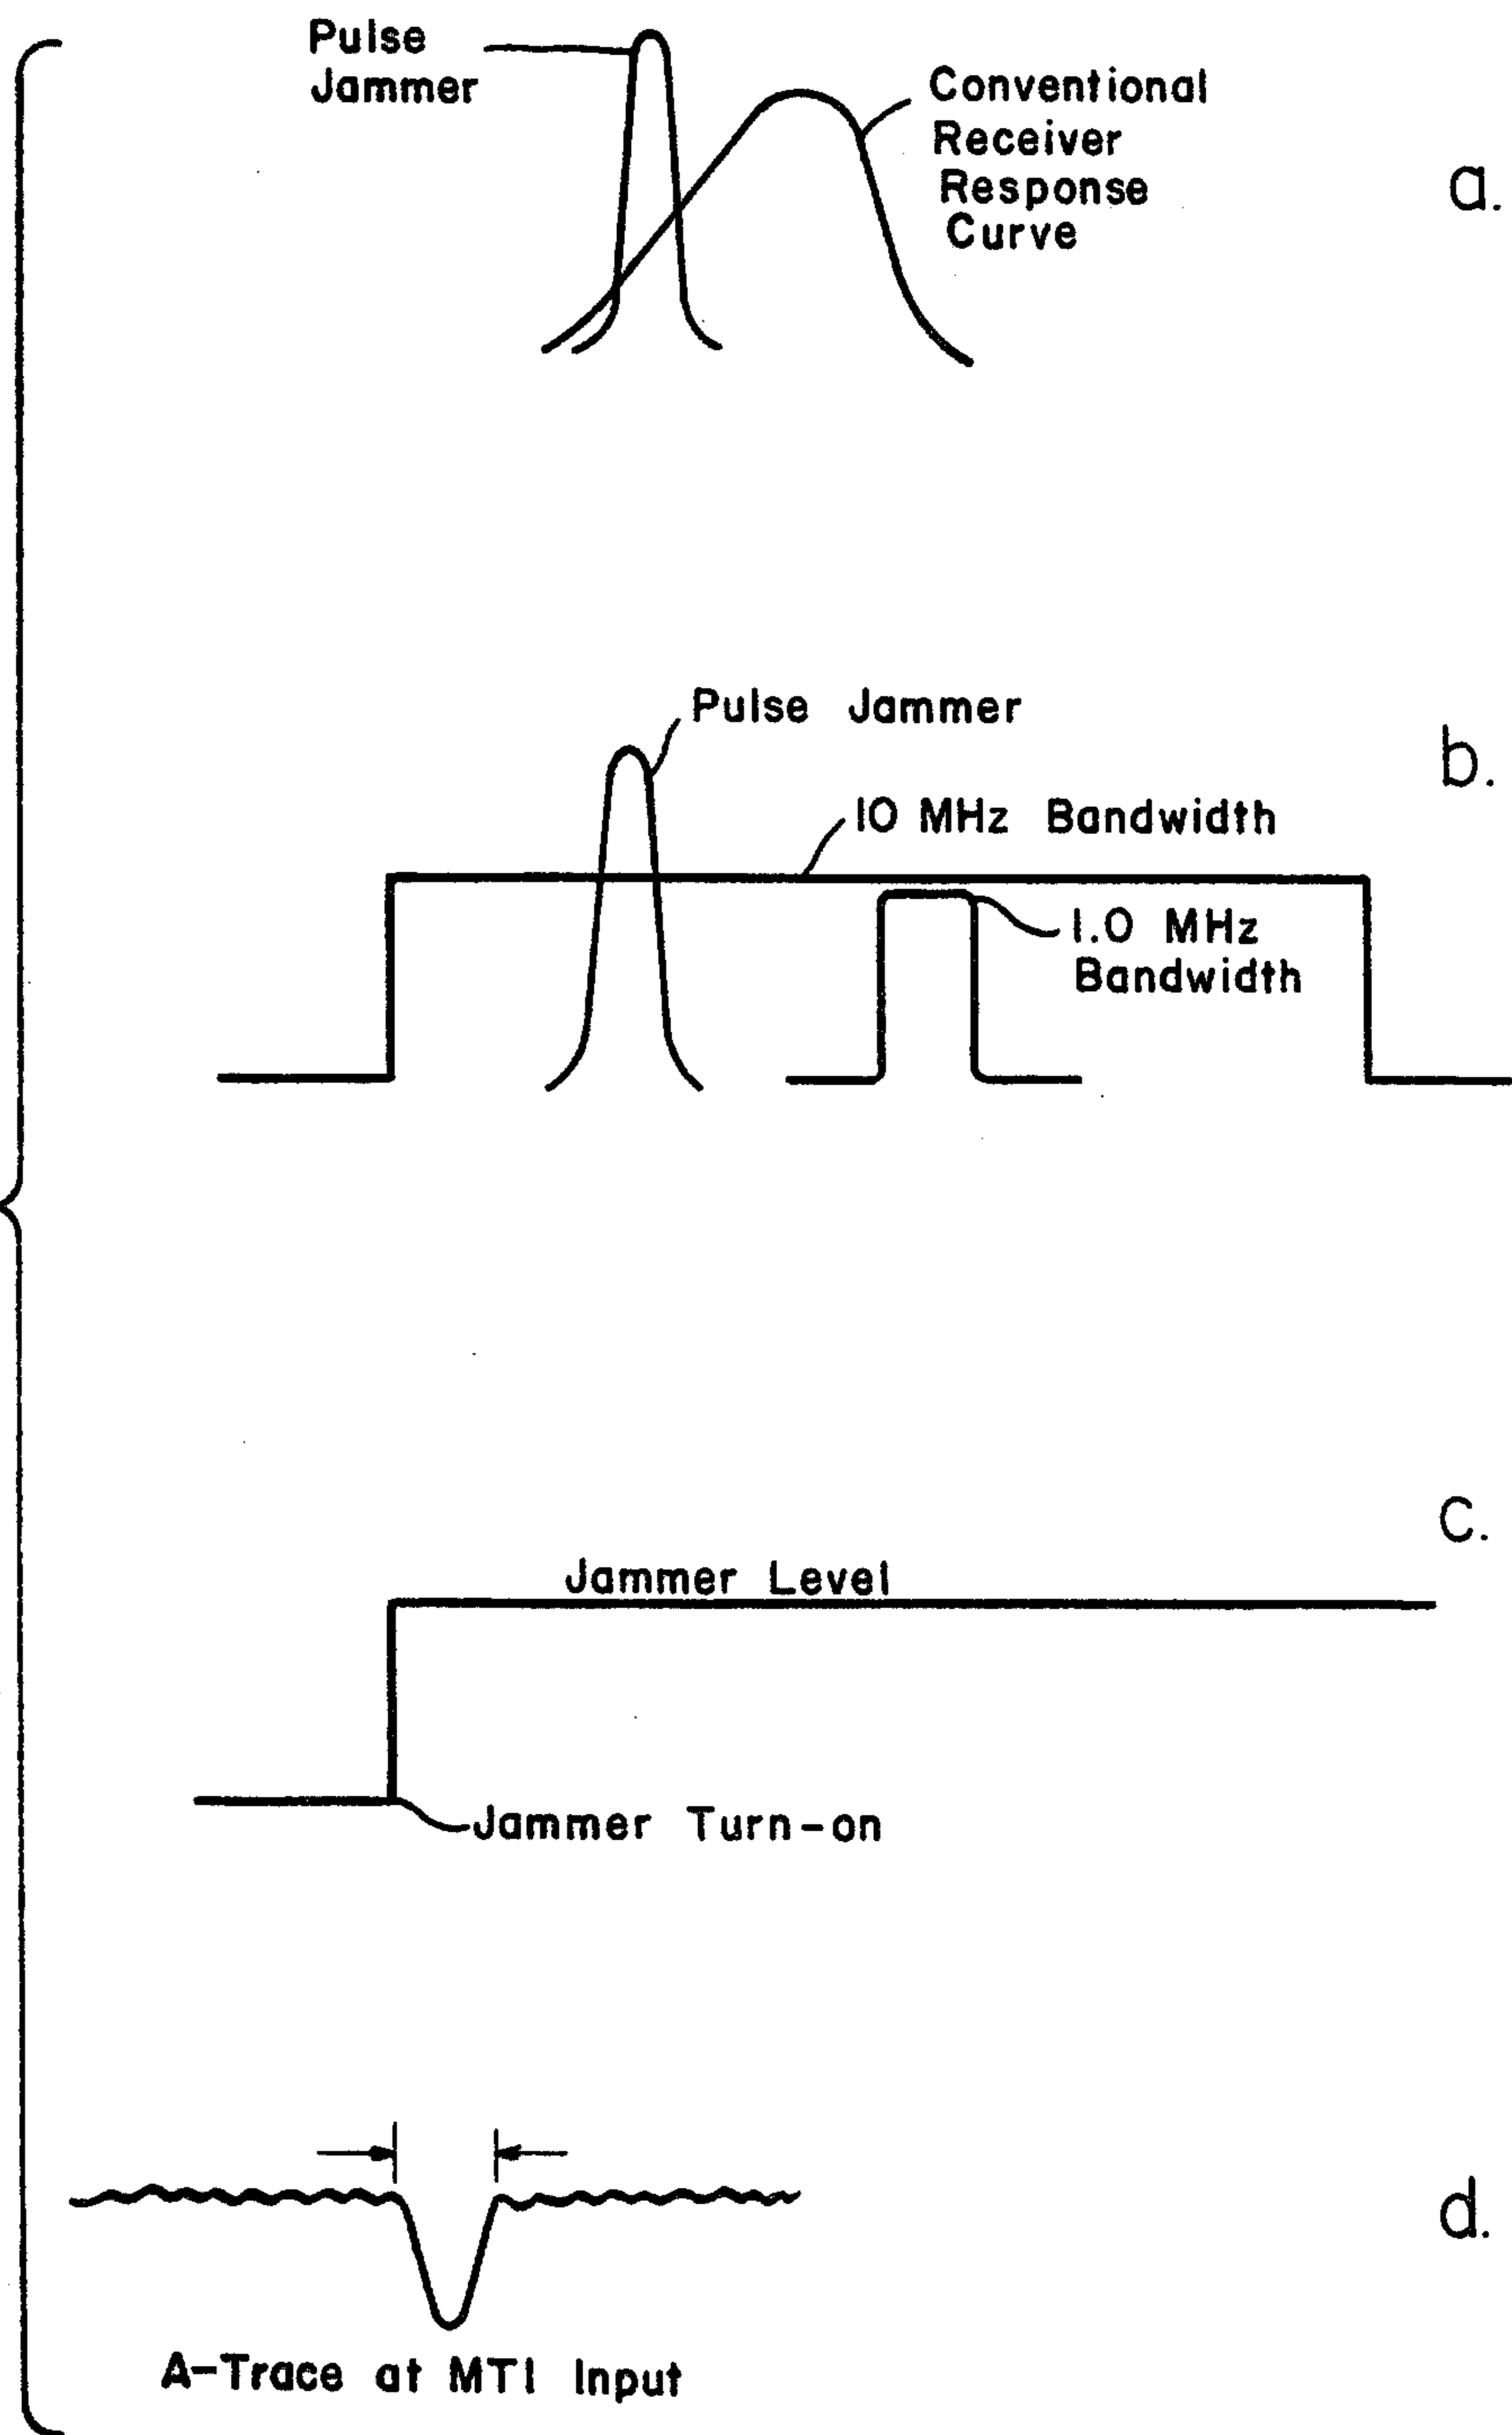 Pulse
Jammer
Conventional
Receiver
Response
Curve
a.
Pulse Jammer
b.
10 MHz Bandwidth
1.0 MHz
Bandwidth
c.
Jammer Level
Jammer Turn-on
d.
A-Trace at MTI Input